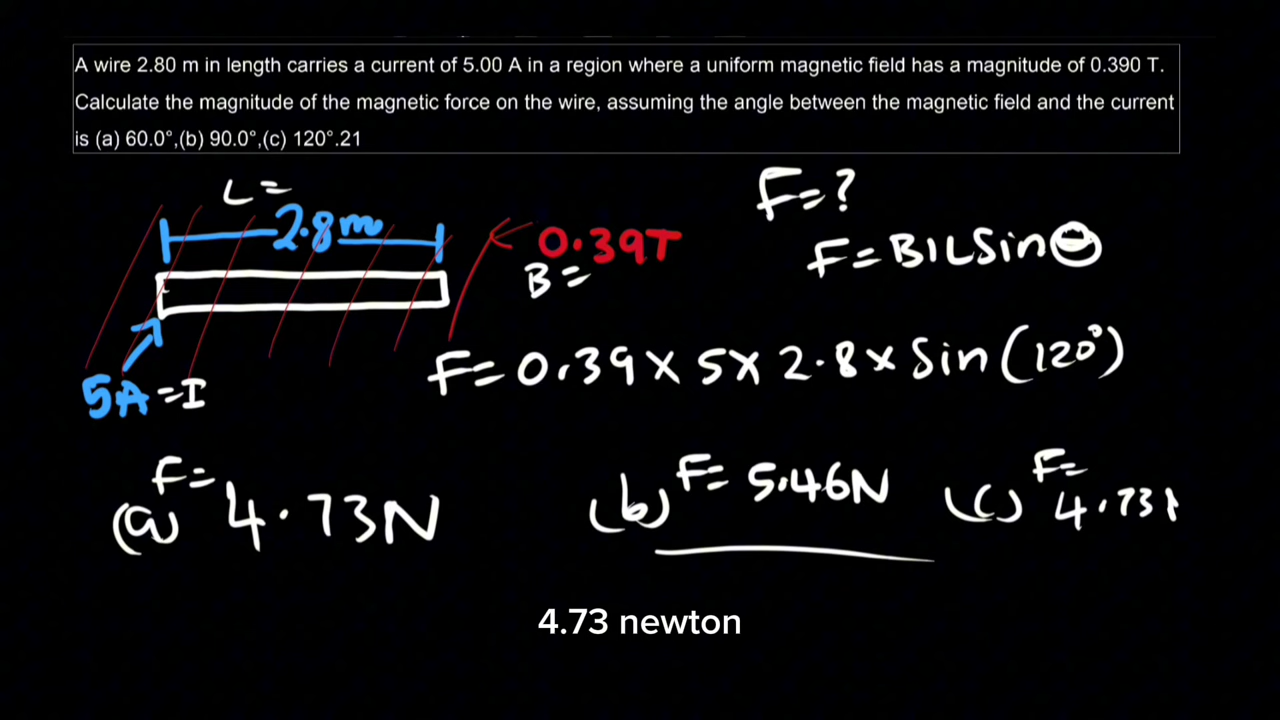 A wire 2.80 m in length carries a current of 5.00 A in a region where a uniform magnetic field has a magnitude of 0.390 T.
Calculate the magnitude of the magnetic force on the wire, assuming the angle between the magnetic field and the current
is (a) 60.0°,(b) 90.0°,(c) 120°.21
L=
2.8m
0.39T
B=
5A=I
F=?
F=BILSinΘ
F=0.39×5×2.8×Sin(120°)
(a) F= 4.73N
(b) F= 5.46N
(c) F= 4.73
4.73 newton